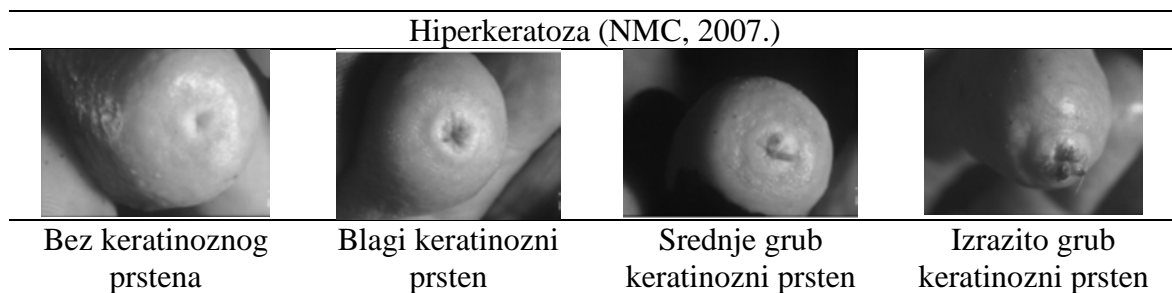 Hiperkeratoza (NMC, 2007.)
Bez keratinoznog
prstena
Blagi keratinozni
prsten
Srednje grub
keratinozni prsten
Izrazito grub
keratinozni prsten